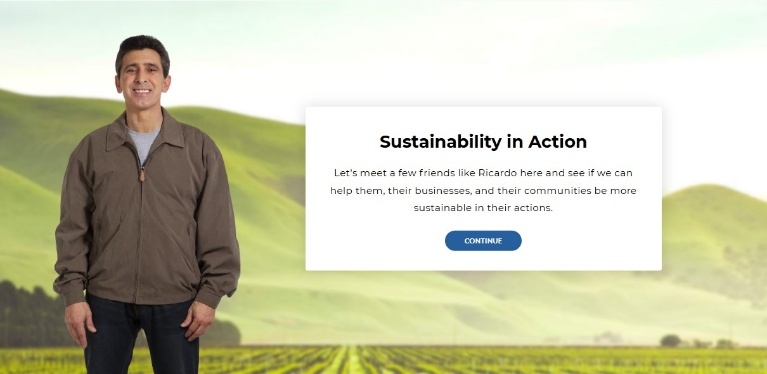 Sustainability in Action
Let's meet a few friends like Ricardo here and see if we can
help them, their businesses, and their communities be more
sustainable in their actions.
CONTINUE